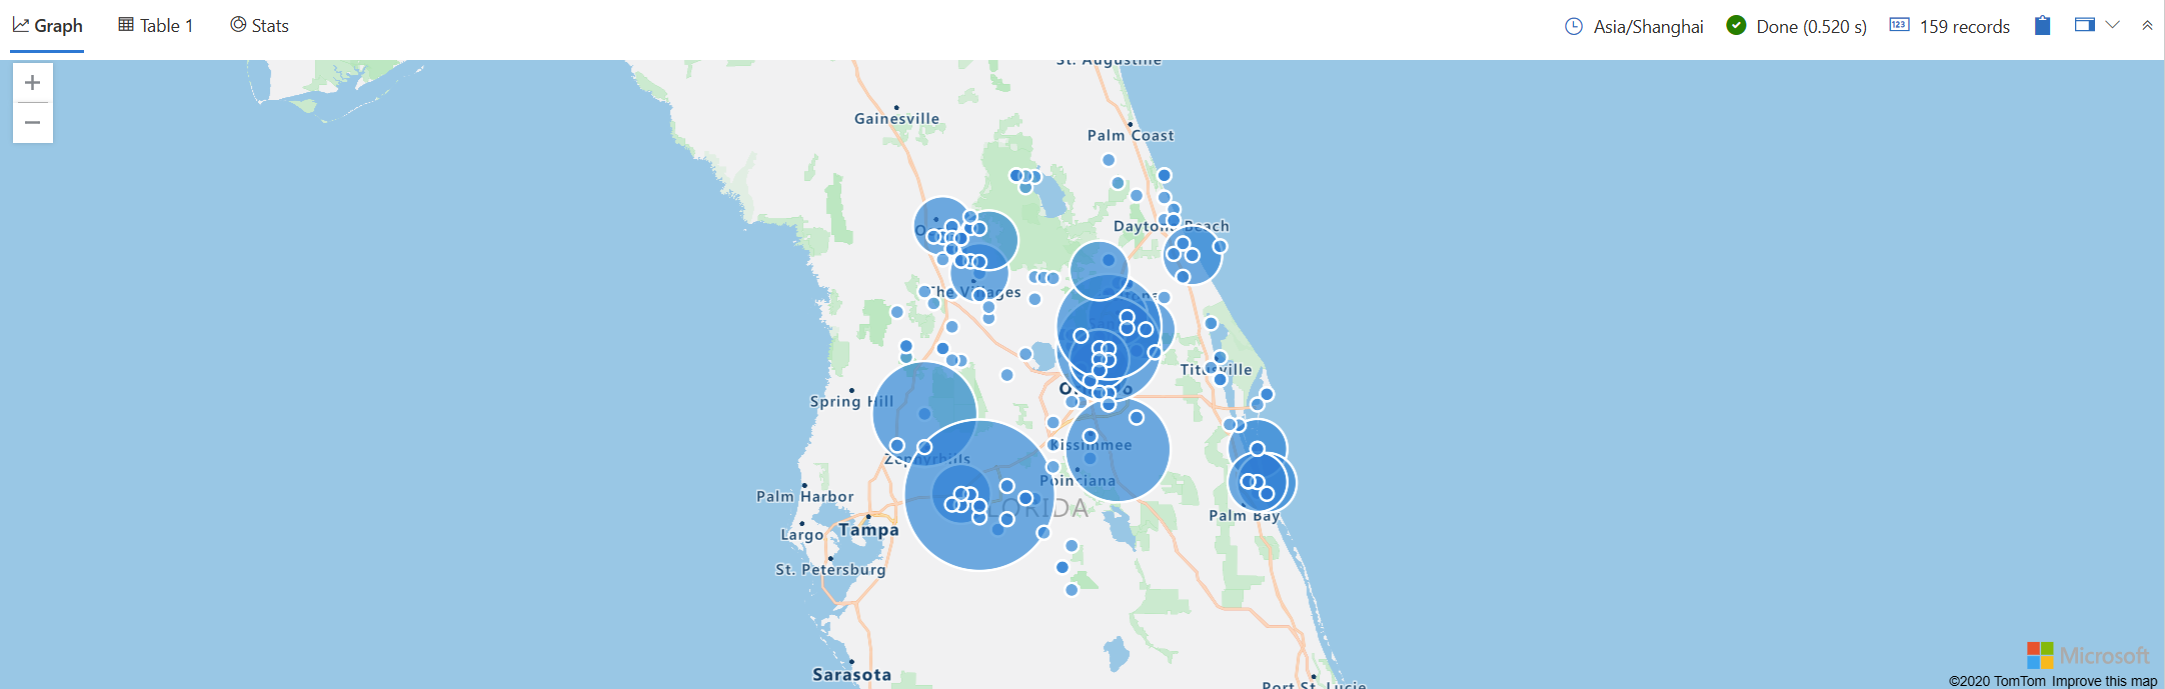 Graph
Table 1
Stats
Asia/Shanghai
Done (0.520 s)
123
159 records
St. Augustine
Gainesville
Palm Coast
Daytona Beach
The Villages
Titusville
Spring Hill
Kissimmee
Zephyrhills
Poinciana
Palm Harbor
FLORIDA
Palm Bay
Tampa
Largo
St. Petersburg
Sarasota
Port St. Lucie
Microsoft
©2020 TomTom Improve this map